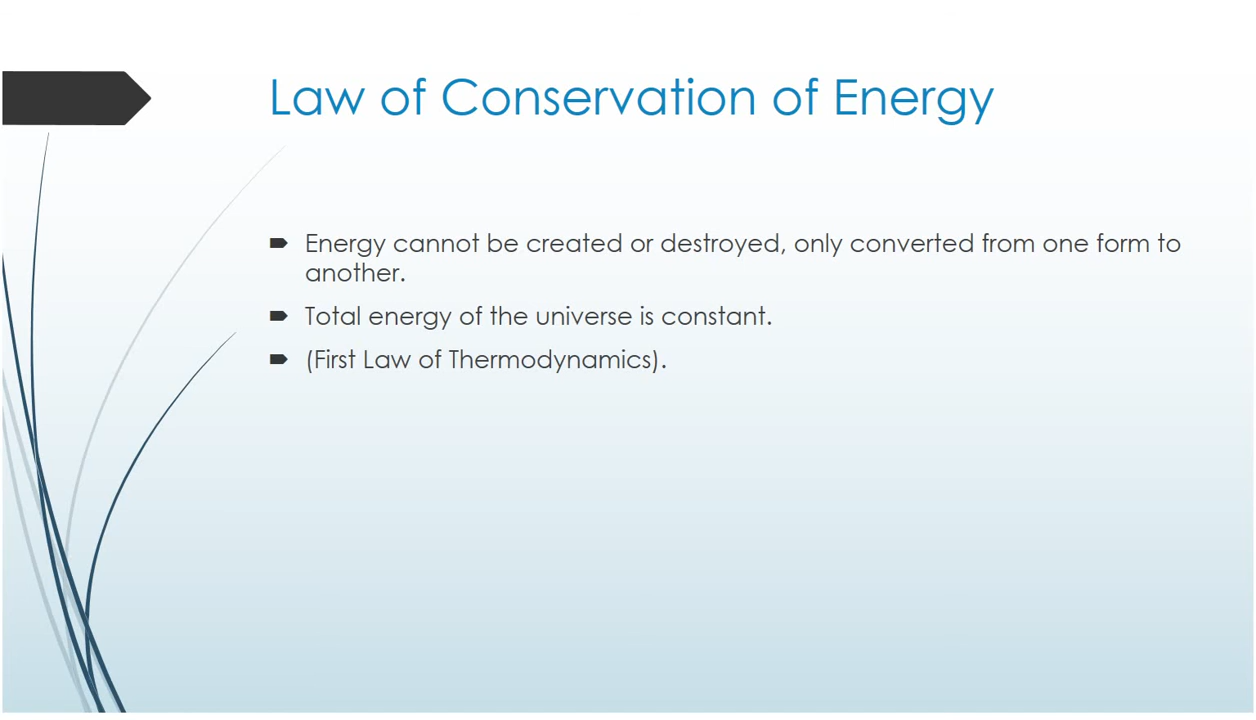 Law of Conservation of Energy
Energy cannot be created or destroyed, only converted from one form to
another.
Total energy of the universe is constant.
(First Law of Thermodynamics).